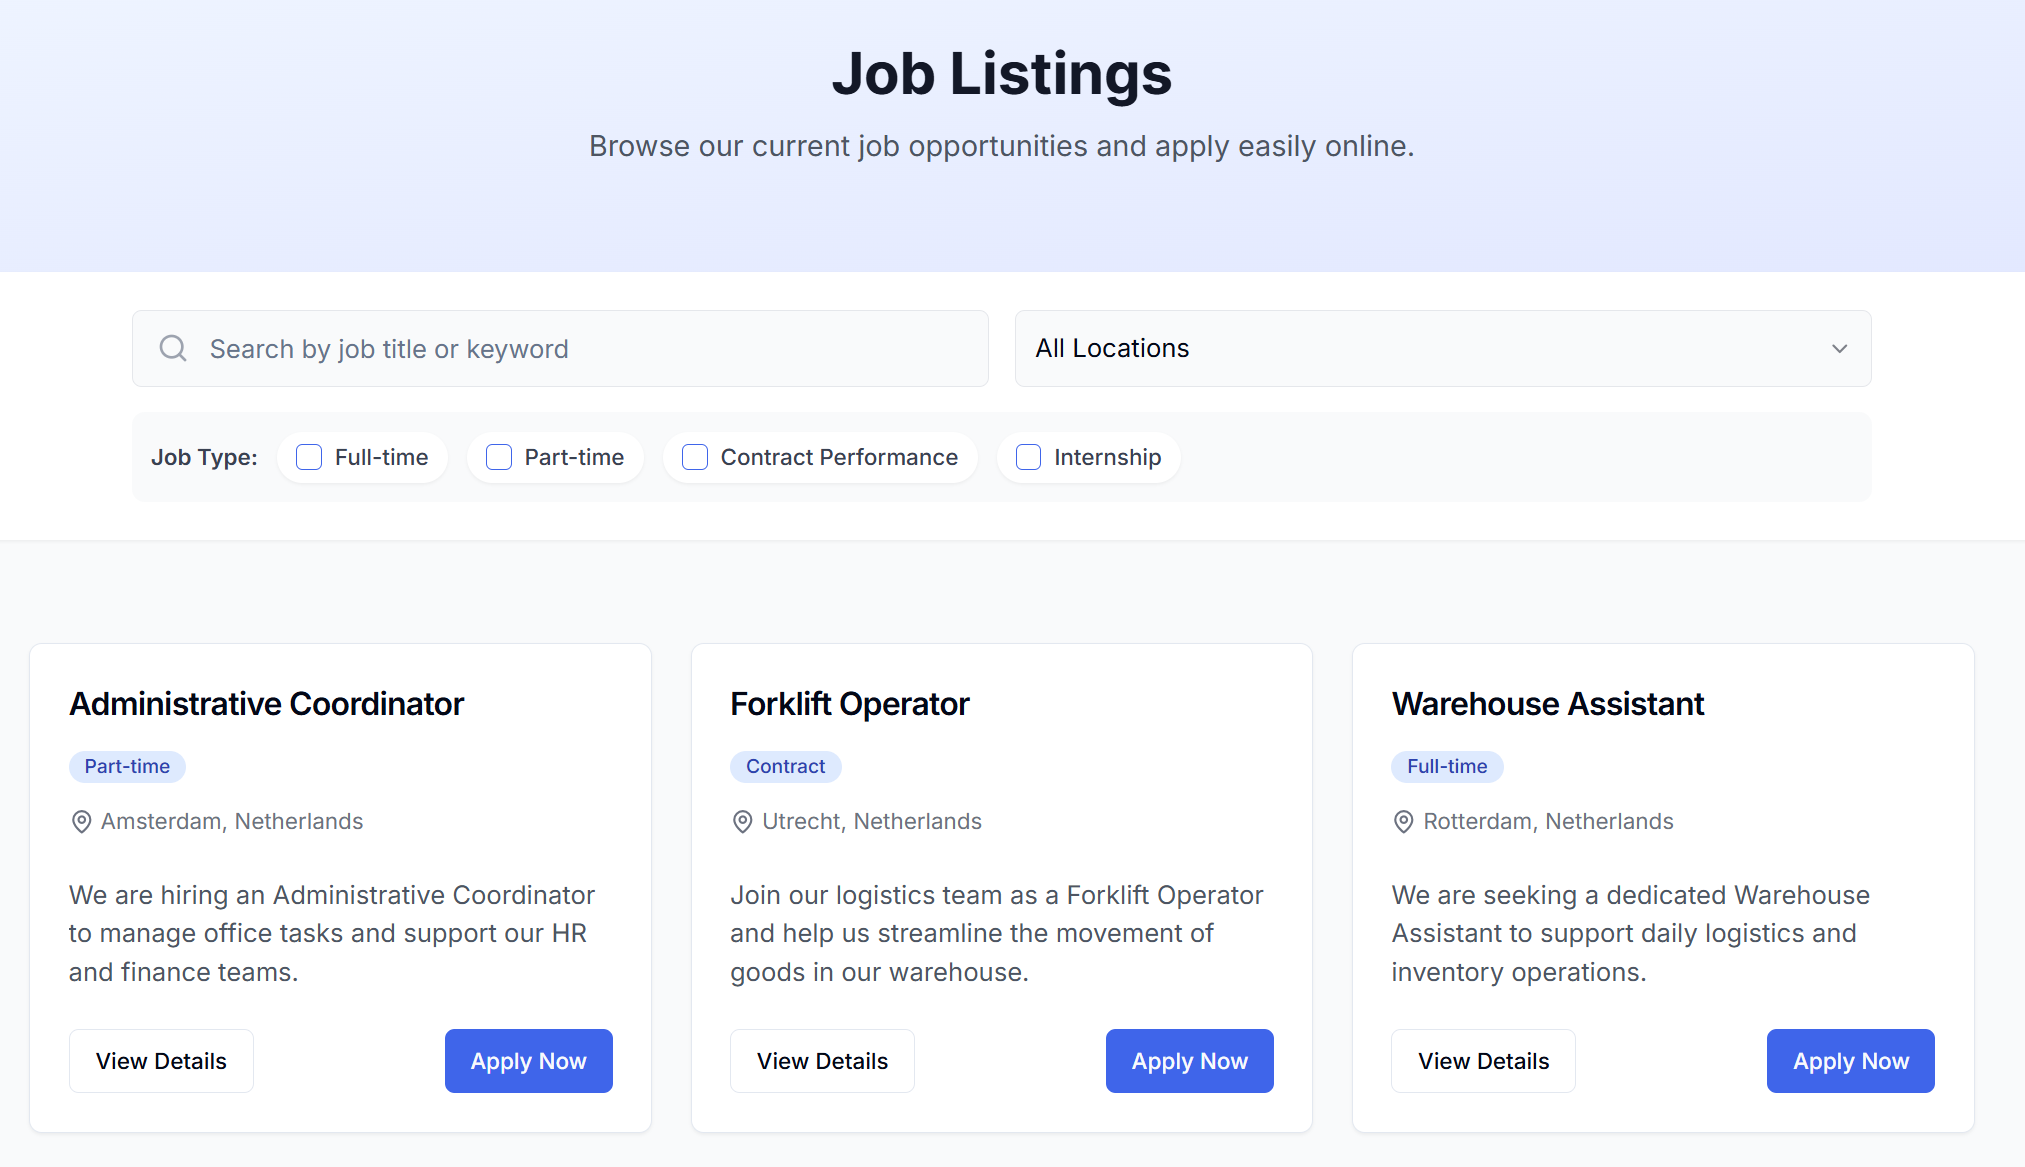 Job Listings
Browse our current job opportunities and apply easily online.
Search by job title or keyword
All Locations
Job Type:
Full-time
Part-time
Contract Performance
Internship
Administrative Coordinator
Part-time
Amsterdam, Netherlands
We are hiring an Administrative Coordinator
to manage office tasks and support our HR
and finance teams.
View Details
Apply Now
Forklift Operator
Contract
Utrecht, Netherlands
Join our logistics team as a Forklift Operator
and help us streamline the movement of
goods in our warehouse.
View Details
Apply Now
Warehouse Assistant
Full-time
Rotterdam, Netherlands
We are seeking a dedicated Warehouse
Assistant to support daily logistics and
inventory operations.
View Details
Apply Now